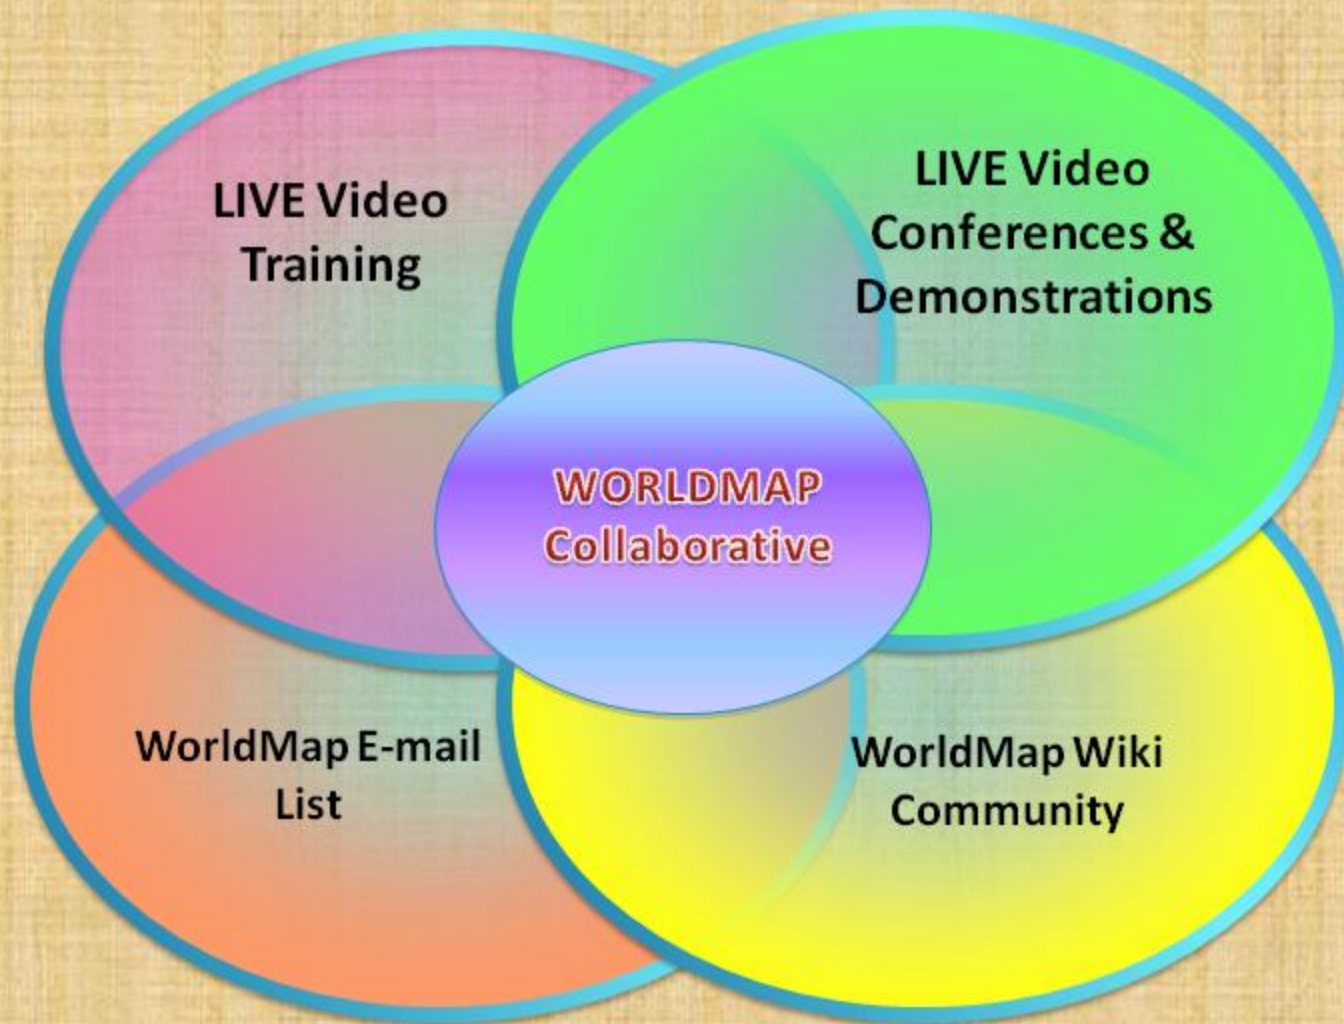 LIVE Video
Training
LIVE Video
Conferences &
Demonstrations
WORLDMAP
Collaborative
WorldMap E-mail
List
WorldMap Wiki
Community